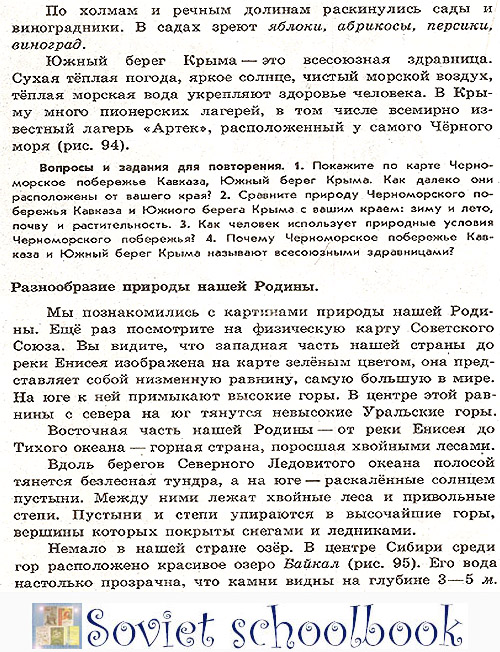 По холмам и речным долинам раскинулись сады и
виноградники. В садах зреют яблоки, абрикосы, персики,
виноград.
Южный берег Крыма — это всесоюзная здравница.
Сухая тёплая погода, яркое солнце, чистый морской воздух,
тёплая морская вода укрепляют здоровье человека. В Кры-
му много пионерских лагерей, в том числе всемирно из-
вестный лагерь «Артек», расположенный у самого Чёрного
моря (рис. 94).
Вопросы и задания для повторения. 1. Покажите по карте Черно-
морское побережье Кавказа, Южный берег Крыма. Как далеко они
расположены от вашего края? 2. Сравните природу Черноморского по-
бережья Кавказа и Южного берега Крыма с вашим краем: зиму и лето,
почву и растительность. 3. Как человек использует природные условия
Черноморского побережья? 4. Почему Черноморское побережье Кав-
каза и Южный берег Крыма называют всесоюзными здравницами?
Разнообразие природы нашей Родины.
Мы познакомились с картинами природы нашей Роди-
ны. Ещё раз посмотрите на физическую карту Советского
Союза. Вы видите, что западная часть нашей страны до
реки Енисея изображена на карте зелёным цветом, она пред-
ставляет собой низменную равнину, самую большую в мире.
На юге к ней примыкают высокие горы. В центре этой рав-
нины с севера на юг тянутся невысокие Уральские горы.
Восточная часть нашей Родины — от реки Енисея до
Тихого океана — горная страна, поросшая хвойными лесами.
Вдоль берегов Северного Ледовитого океана полосой
тянется безлесная тундра, а на юге — раскалённые солнцем
пустыни. Между ними лежат хвойные леса и привольные
степи. Пустыни и степи упираются в высочайшие горы,
вершины которых покрыты снегами и ледниками.
Немало в нашей стране озёр. В центре Сибири среди
гор расположено красивое озеро Байкал (рис. 95). Его вода
настолько прозрачна, что камни видны на глубине 3—5 м.
Soviet schoolbook